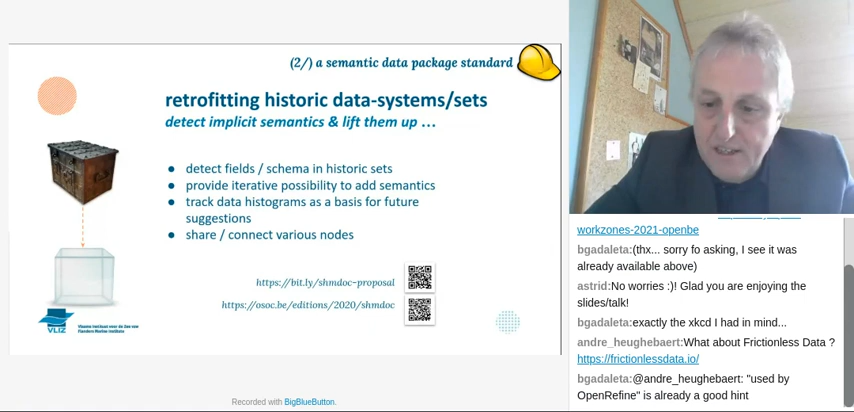 (2/) a semantic data package standard
retrofitting historic data-systems/sets
detect implicit semantics & lift them up ...
● detect fields / schema in historic sets
● provide iterative possibility to add semantics
● track data histograms as a basis for future
suggestions
● share / connect various nodes
https://bit.ly/shmdoc-proposal
https://osoc.be/editions/2020/shmdoc
VLIZ
Recorded with BigBlueButton.
workzones-2021-openbe
bgadaleta:(thx... sorry fo asking, I see it was
already available above)
astrid:No worries :)! Glad you are enjoying the
slides/talk!
bgadaleta:exactly the xkcd I had in mind...
andre_heughebaert:What about Frictionless Data ?
https://frictionlessdata.io/
bgadaleta:@andre_heughebaert: "used by
OpenRefine" is already a good hint